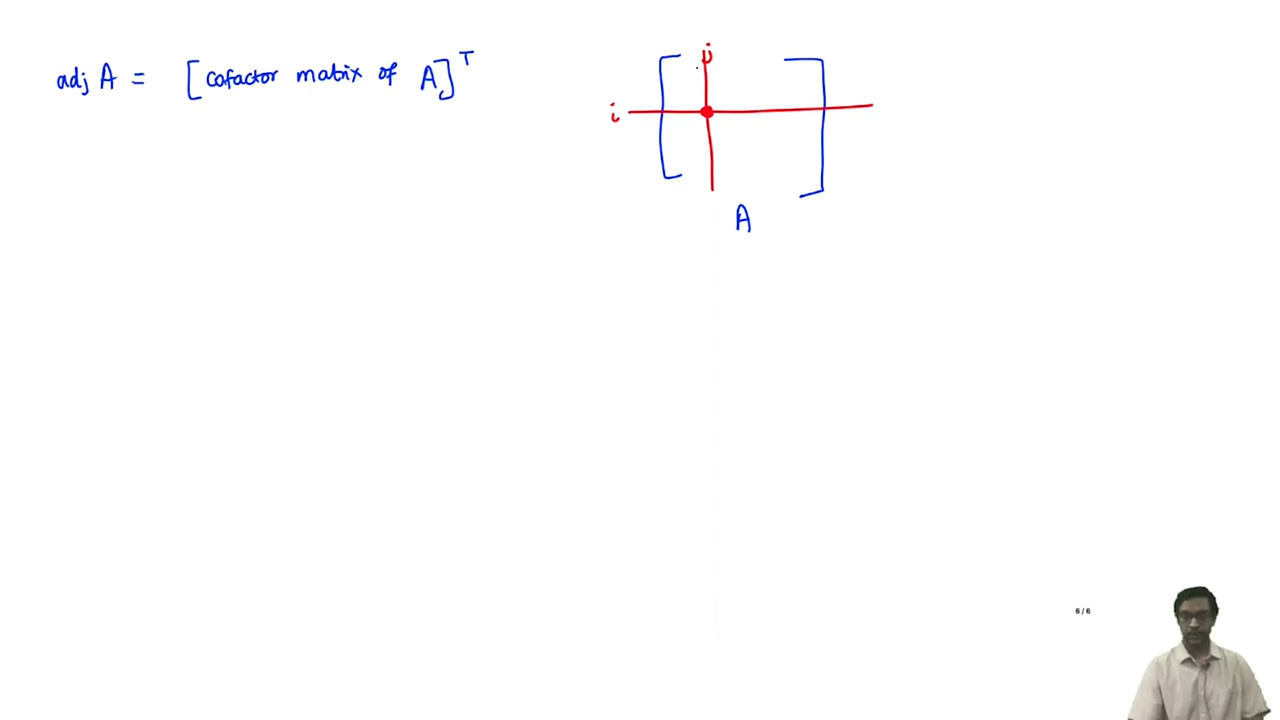 adj A = [cofactor matrix of A]^T
j
i
A
6 / 6